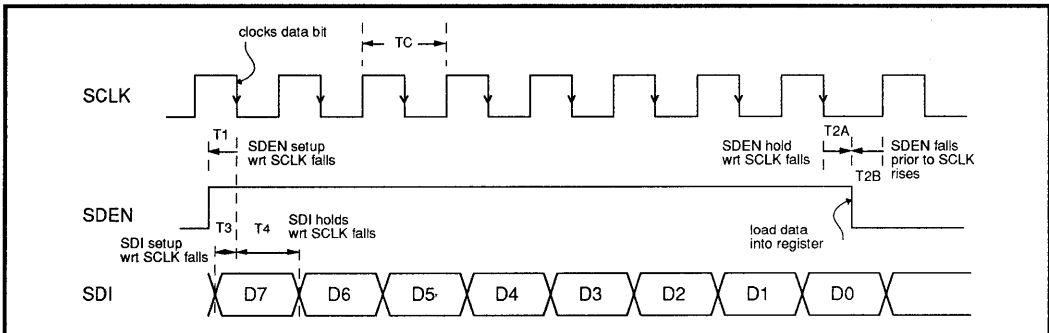 clocks data bit
TC
SCLK
T1
SDEN setup
wrt SCLK falls
SDEN hold
wrt SCLK falls
T2A
SDEN falls
prior to SCLK
rises
T2B
SDEN
T3
T4
SDI holds
wrt SCLK falls
SDI setup
wrt SCLK falls
load data
into register
SDI
D7 D6 D5 D4 D3 D2 D1 D0